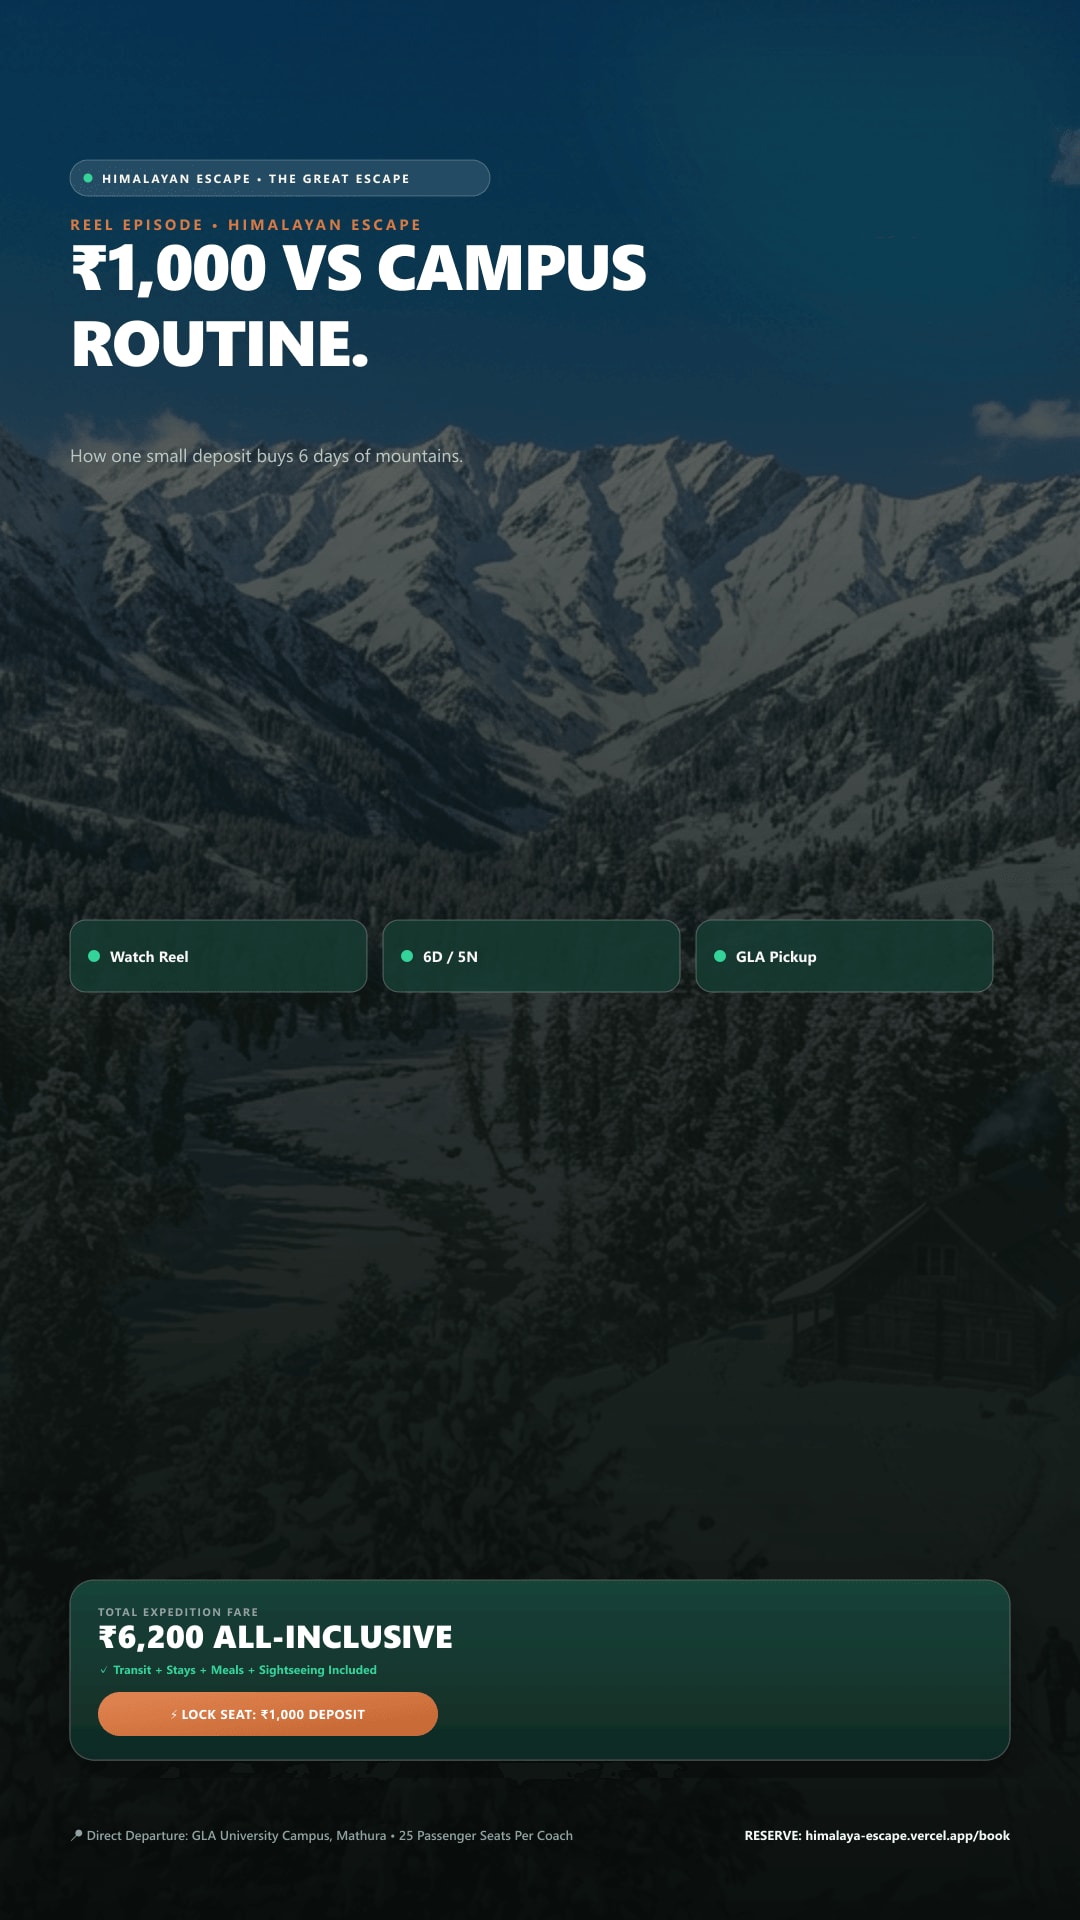 HIMALAYAN ESCAPE • THE GREAT ESCAPE
REEL EPISODE • HIMALAYAN ESCAPE
₹1,000 VS CAMPUS
ROUTINE.
How one small deposit buys 6 days of mountains.
Watch Reel
6D / 5N
GLA Pickup
TOTAL EXPEDITION FARE
₹6,200 ALL-INCLUSIVE
✓ Transit + Stays + Meals + Sightseeing Included
⚡ LOCK SEAT: ₹1,000 DEPOSIT
📍 Direct Departure: GLA University Campus, Mathura • 25 Passenger Seats Per Coach
RESERVE: himalaya-escape.vercel.app/book